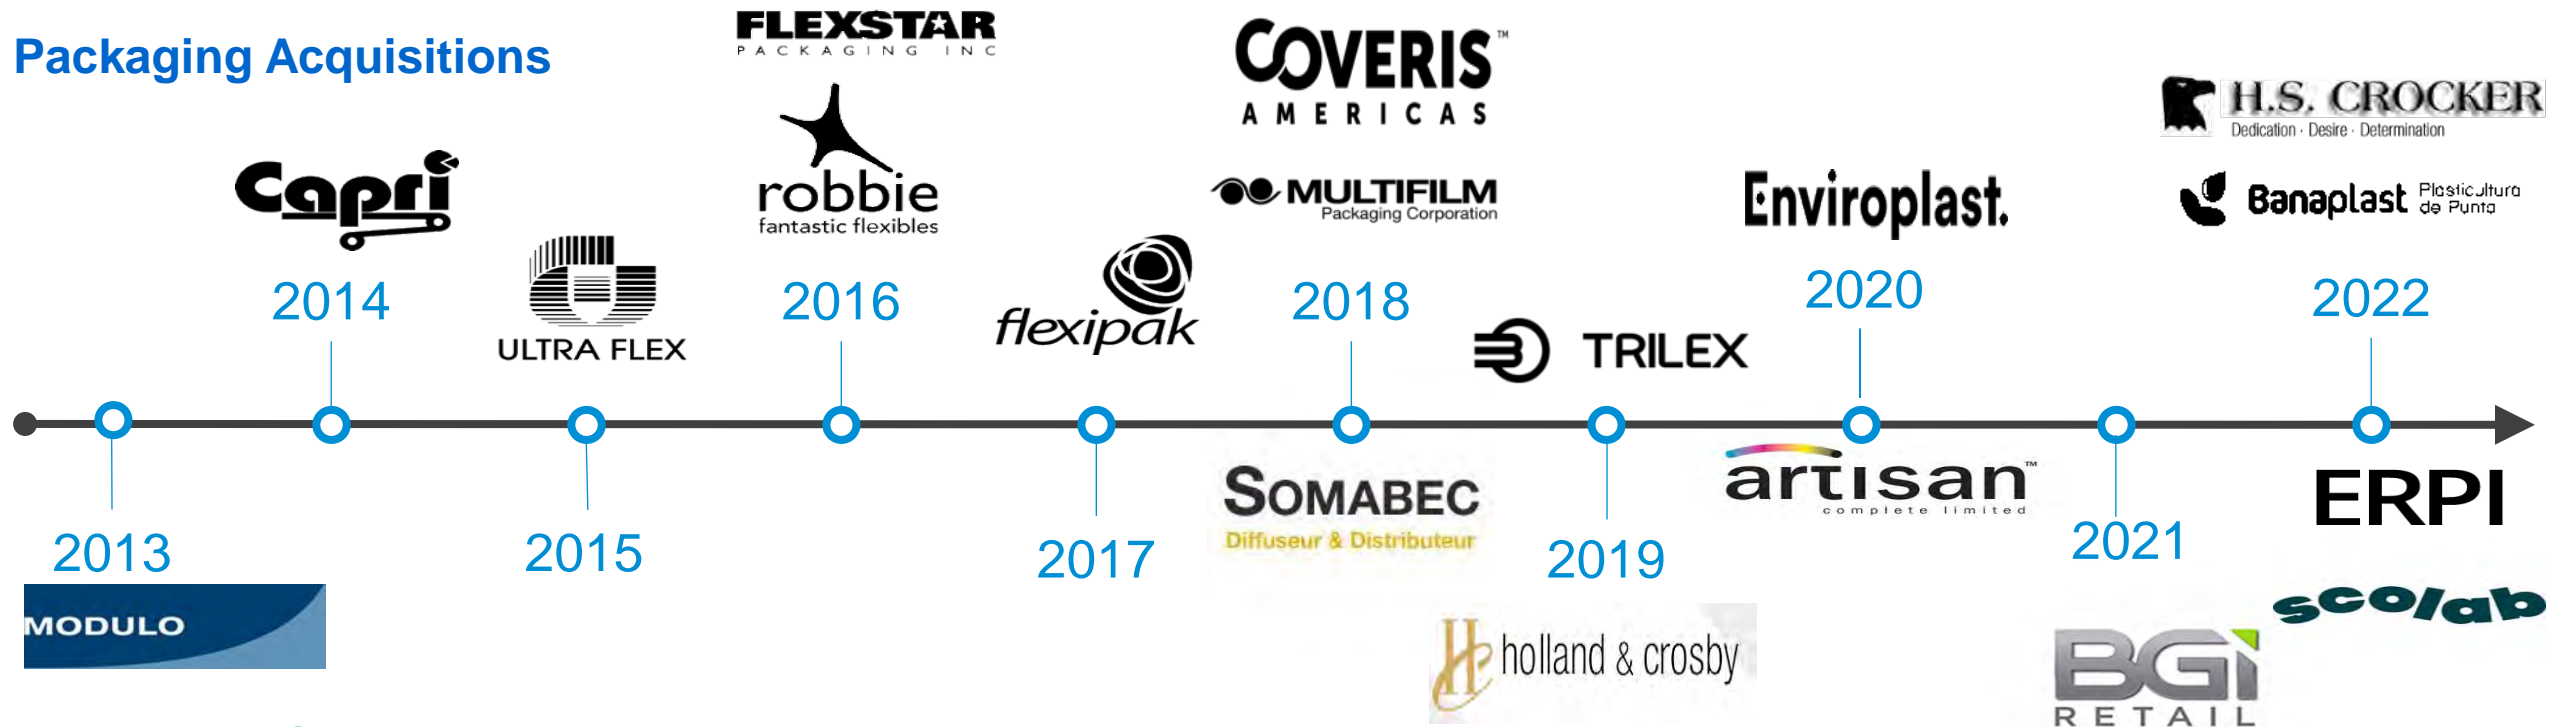 Packaging Acquisitions
FLEXSTAR
PACKAGING INC
COVERIS™
AMERICAS
H.S. CROCKER
Dedication · Desire · Determination
Capri
robbie
fantastic flexibles
MULTIFILM
Packaging Corporation
Enviroplast.
Banaplast Plasticultura
de Punta
ULTRA FLEX
flexipak
TRILEX
2014
2016
2018
2020
2022
SOMABEC
Diffuseur & Distributeur
artisan™
complete limited
ERPI
2013
2015
2017
2019
2021
MODULO
holland & crosby
scolab
BGi
RETAIL